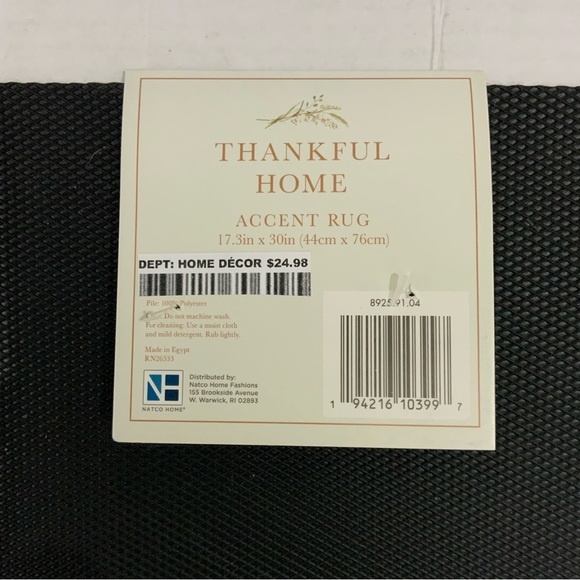 THANKFUL
HOME
ACCENT RUG
17.3in x 30in (44cm x 76cm)
DEPT: HOME DÉCOR $24.98
Pile: 100% Polyester
Do not machine wash.
For cleaning: Use a moist cloth
and mild detergent. Rub lightly.
Made in Egypt
RN26333
NATCO HOME®
Distributed by:
Natco Home Fashions
155 Brookside Avenue
W. Warwick, RI 02893
8925.91.04
1 94216 10399 7